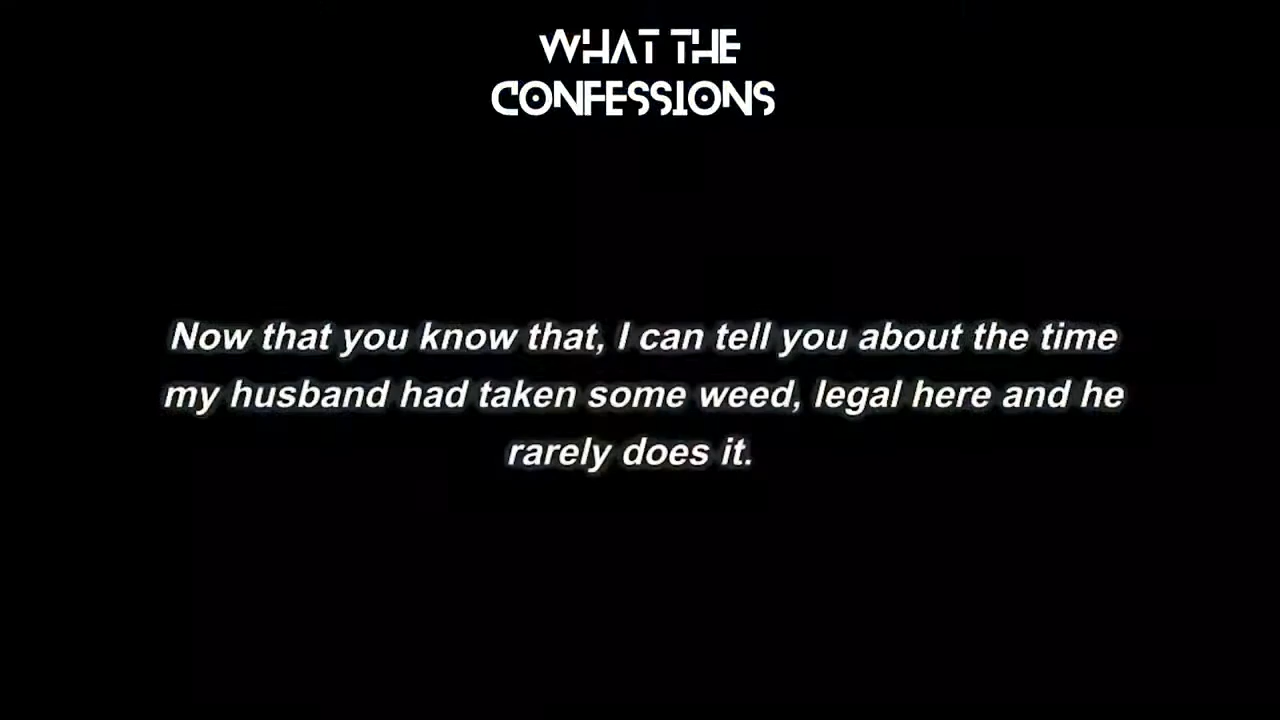 WHAT THE
CONFESSIONS
Now that you know that, I can tell you about the time
my husband had taken some weed, legal here and he
rarely does it.